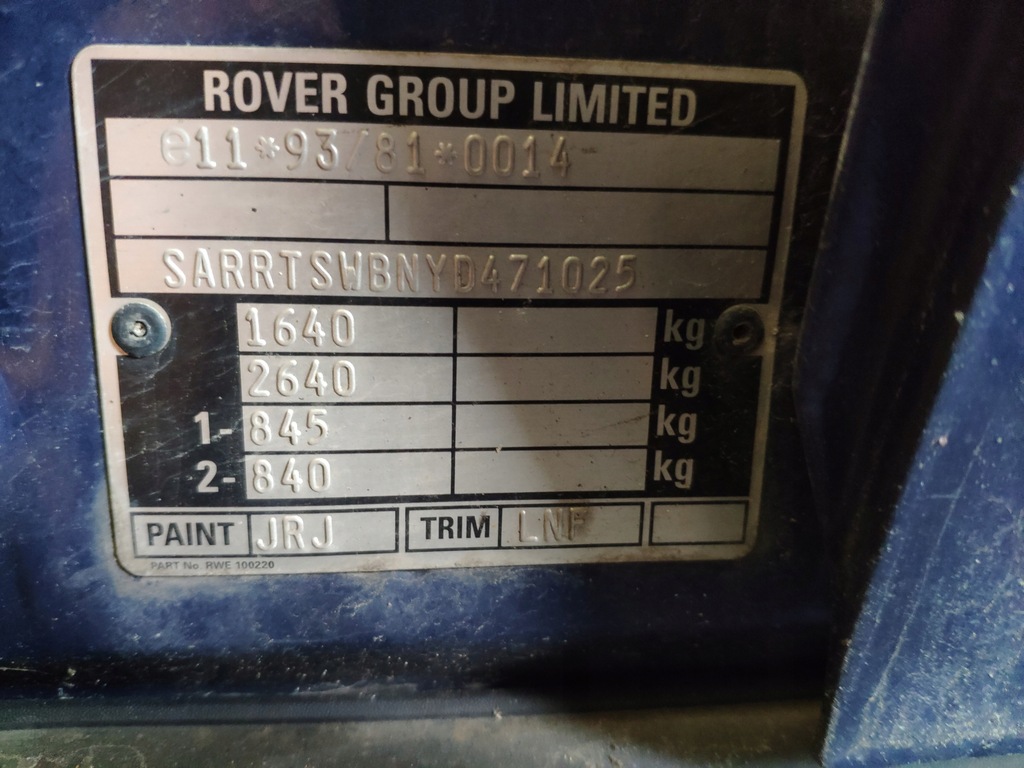 ROVER GROUP LIMITED
e11*93/81*0014
SARRTSWBNYD471025
1640 kg
2640 kg
1- 845 kg
2- 840 kg
PAINT JRJ TRIM LNF
PART No RWE 100220